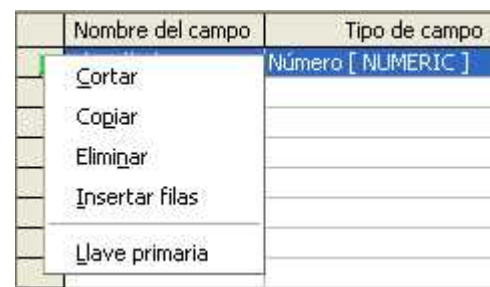 Nombre del campo Tipo de campo
Número [ NUMERIC ]
Cortar
Copiar
Eliminar
Insertar filas
Llave primaria